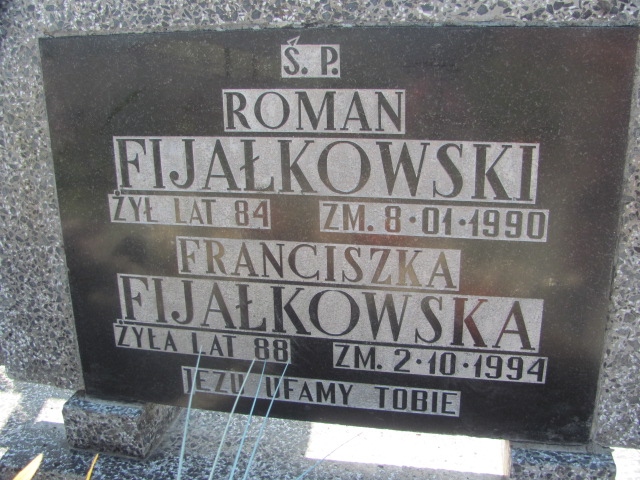 Ś. P.
ROMAN
FIJAŁKOWSKI
ŻYŁ LAT 84 ZM. 8·01·1990
FRANCISZKA
FIJAŁKOWSKA
ŻYŁA LAT 88 ZM. 2·10·1994
JEZU UFAMY TOBIE